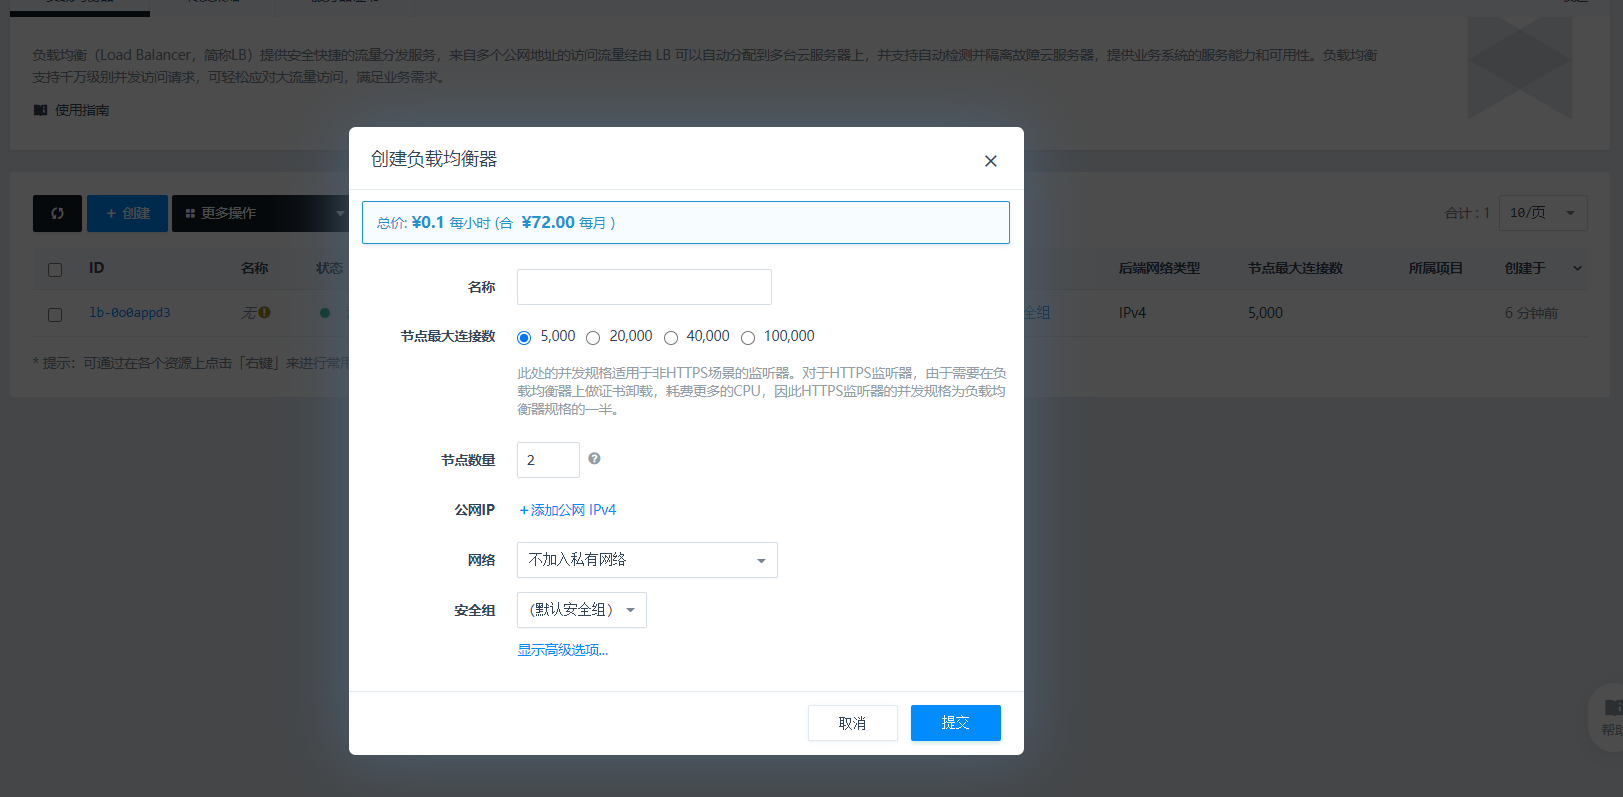 负载均衡（Load Balancer，简称LB）提供安全快捷的流量分发服务，来自多个公网地址的访问流量经由 LB 可以自动分配到多台云服务器上，并支持自动检测并隔离故障云服务器，提供业务系统的服务能力和可用性。负载均衡
支持千万级别并发访问请求，可轻松应对大流量访问，满足业务需求。
使用指南
创建负载均衡器
总价: ¥0.1 每小时 (合 ¥72.00 每月 )
+ 创建 更多操作
合计 : 1 10/页
ID 名称 状态 后端网络类型 节点最大连接数 所属项目 创建于
lb-0o0appd3 无 全组 IPv4 5,000 6 分钟前
* 提示：可通过在各个资源上点击「右键」来进行常用
名称
节点最大连接数 5,000 20,000 40,000 100,000
此处的并发规格适用于非HTTPS场景的监听器。对于HTTPS监听器，由于需要在负
载均衡器上做证书卸载，耗费更多的CPU，因此HTTPS监听器的并发规格为负载均
衡器规格的一半。
节点数量 2
公网IP +添加公网 IPv4
网络 不加入私有网络
安全组 （默认安全组）
显示高级选项...
取消 提交
帮助